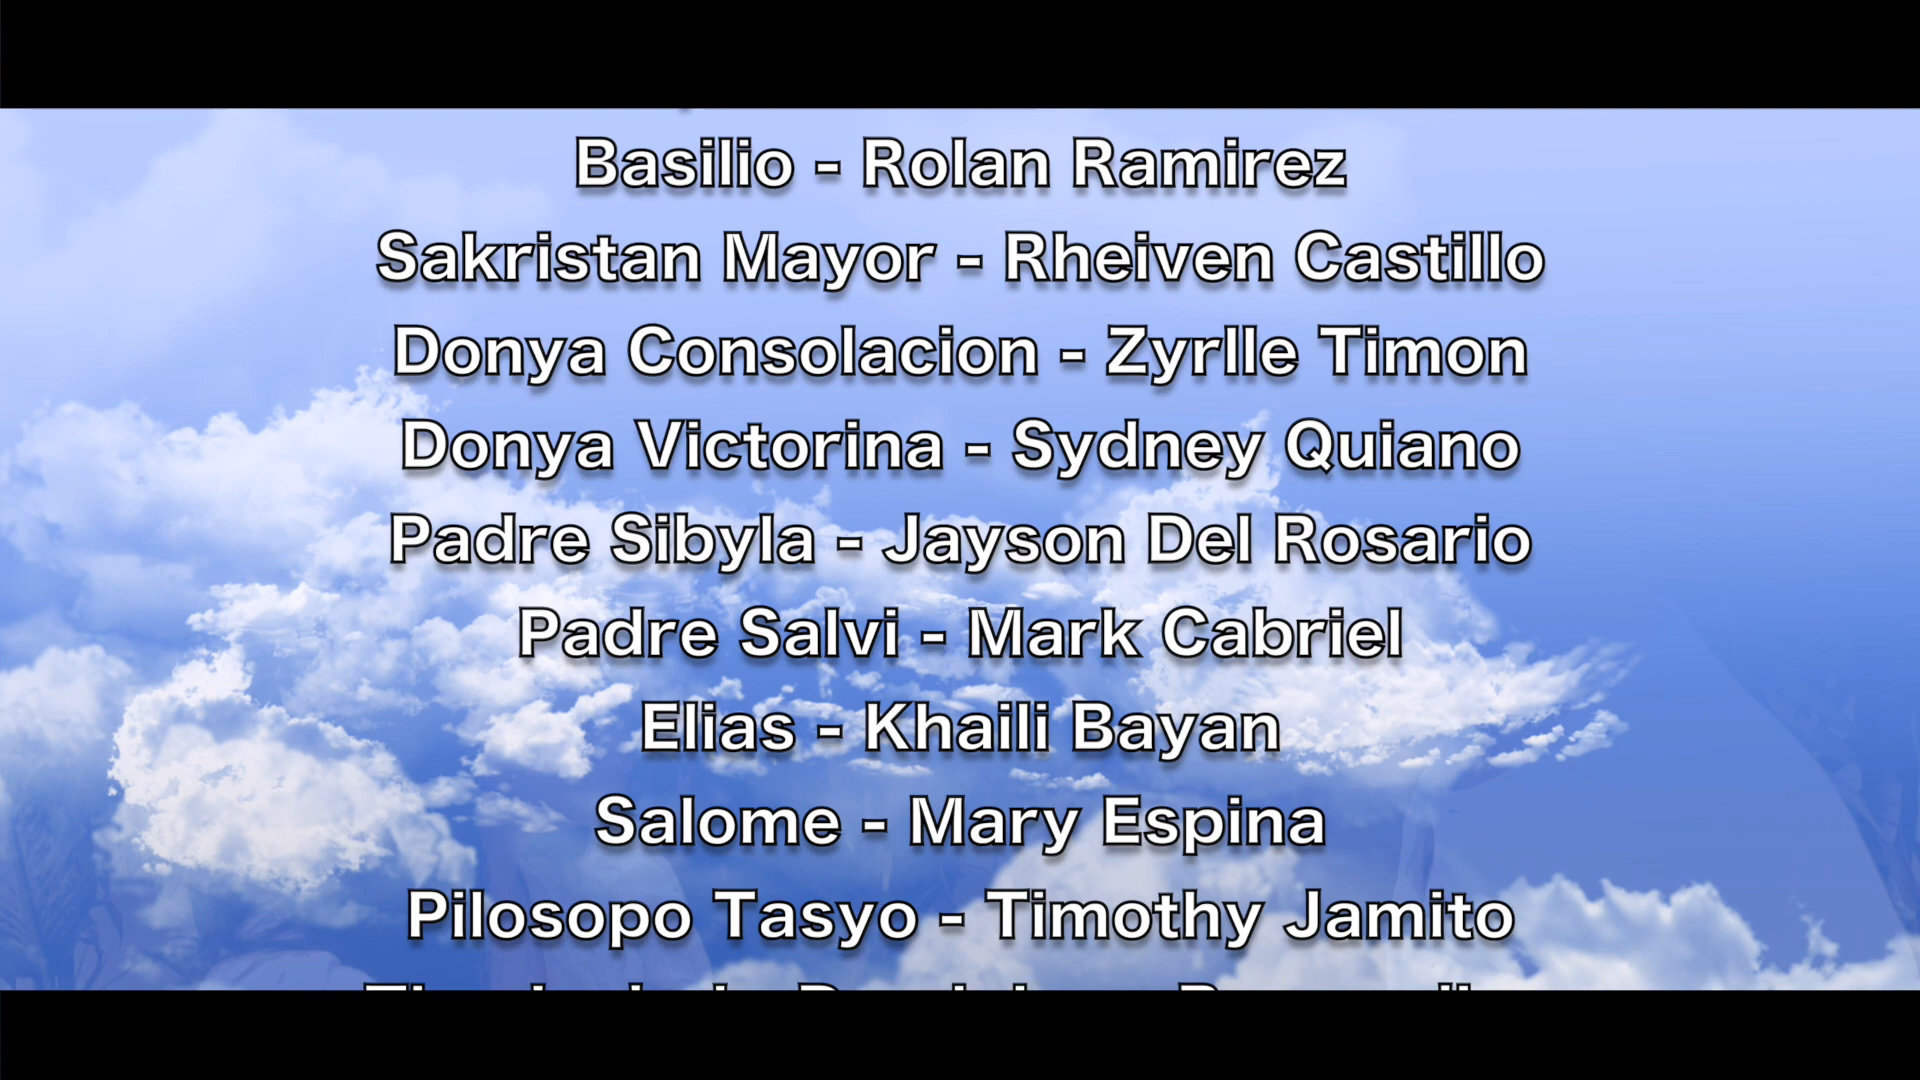 Basilio - Rolan Ramirez
Sakristan Mayor - Rheiven Castillo
Donya Consolacion - Zyrlle Timon
Donya Victorina - Sydney Quiano
Padre Sibyla - Jayson Del Rosario
Padre Salvi - Mark Cabriel
Elias - Khaili Bayan
Salome - Mary Espina
Pilosopo Tasyo - Timothy Jamito